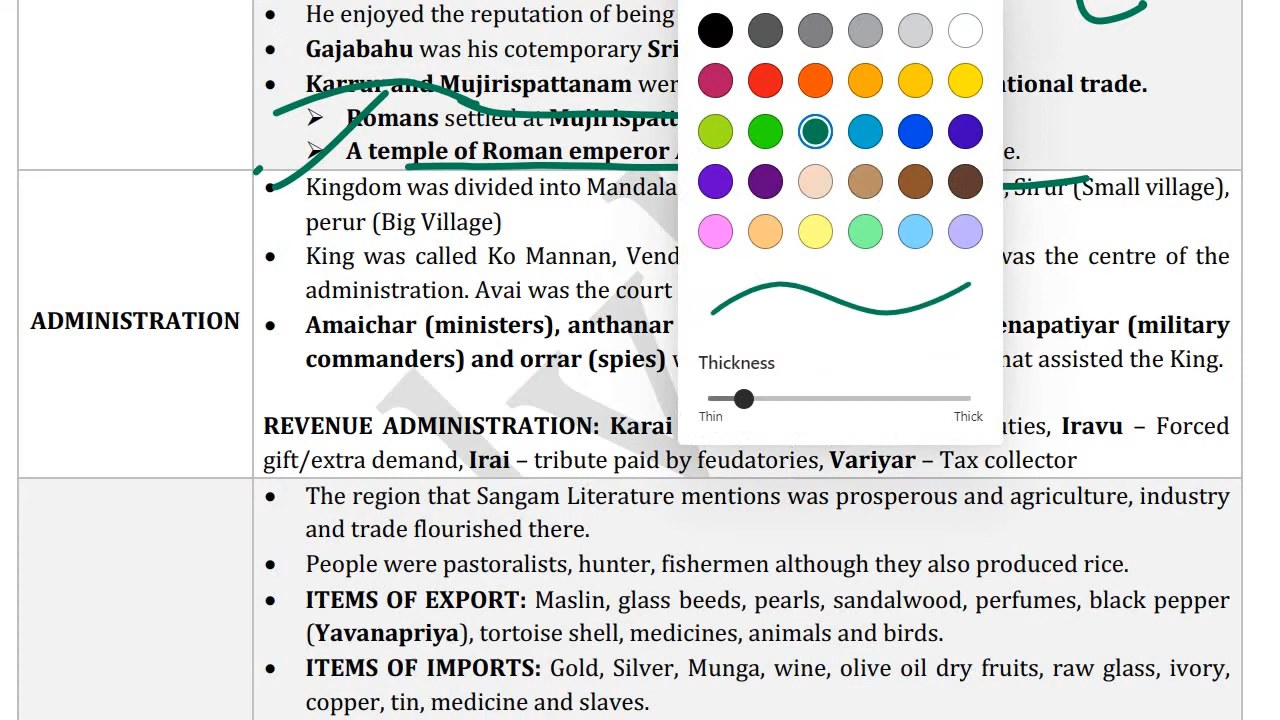 He enjoyed the reputation of being
Gajabahu was his cotemporary Sri
Karrur and Mujirispattanam wer ational trade.
Romans settled at Mujirispatt
A temple of Roman emperor e.
Kingdom was divided into Mandala , Sirur (Small village),
perur (Big Village)
King was called Ko Mannan, Vend was the centre of the
ADMINISTRATION
administration. Avai was the court
Amaichar (ministers), anthanar enapatiyar (military
commanders) and orrar (spies) hat assisted the King.
REVENUE ADMINISTRATION: Karai uties, Iravu – Forced
gift/extra demand, Irai – tribute paid by feudatories, Variyar – Tax collector
The region that Sangam Literature mentions was prosperous and agriculture, industry
and trade flourished there.
People were pastoralists, hunter, fishermen although they also produced rice.
ITEMS OF EXPORT: Maslin, glass beeds, pearls, sandalwood, perfumes, black pepper
(Yavanapriya), tortoise shell, medicines, animals and birds.
ITEMS OF IMPORTS: Gold, Silver, Munga, wine, olive oil dry fruits, raw glass, ivory,
copper, tin, medicine and slaves.
Thickness
Thin Thick